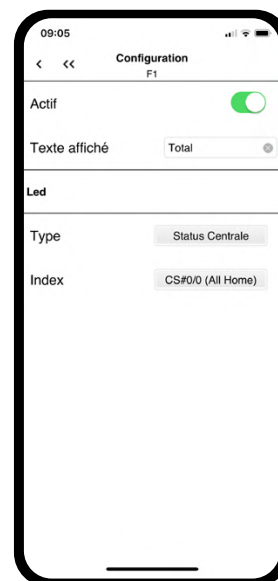 09:05
< << Configuration
F1
Actif
Texte affiché Total
Led
Type Status Centrale
Index CS#0/0 (All Home)